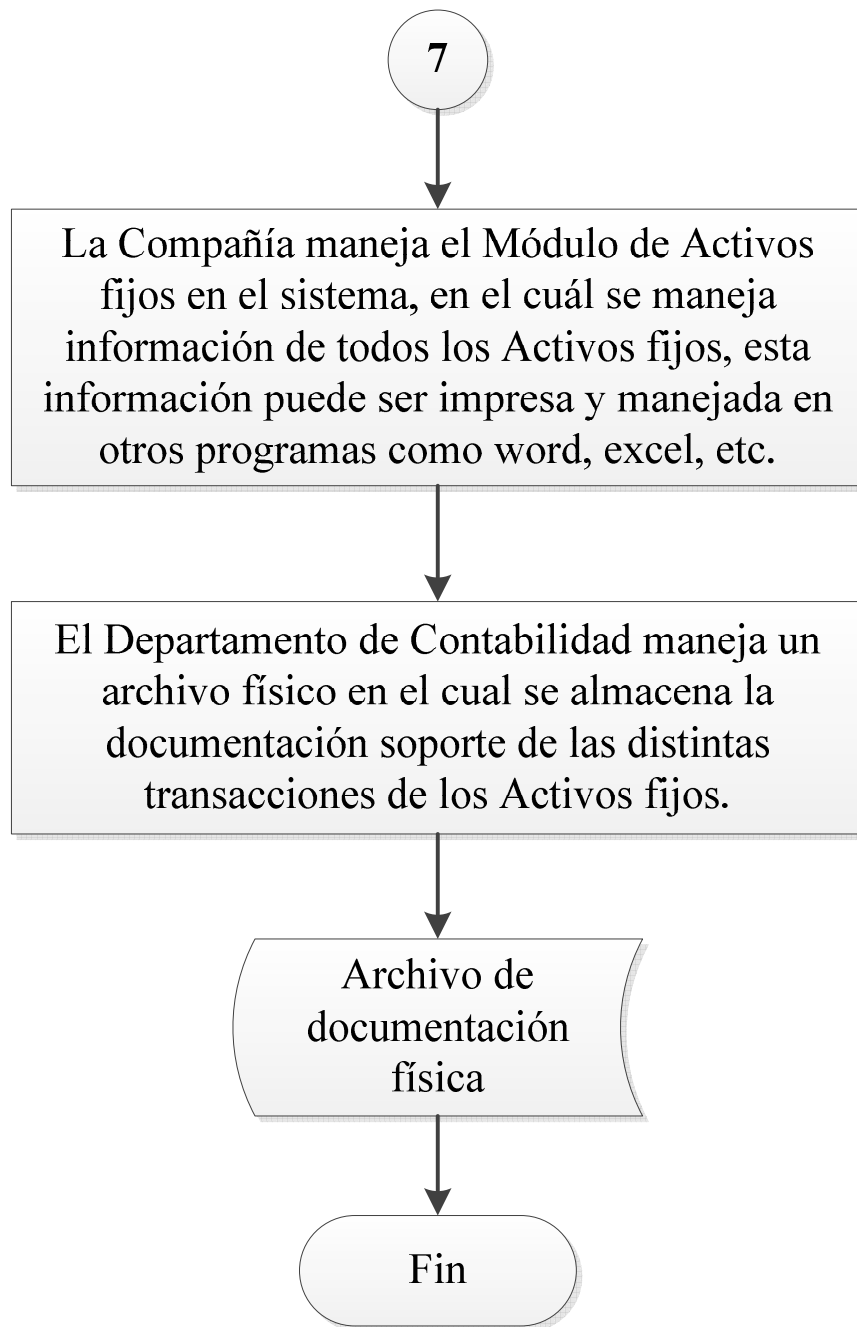 7
La Compañía maneja el Módulo de Activos
fijos en el sistema, en el cuál se maneja
información de todos los Activos fijos, esta
información puede ser impresa y manejada en
otros programas como word, excel, etc.
El Departamento de Contabilidad maneja un
archivo físico en el cual se almacena la
documentación soporte de las distintas
transacciones de los Activos fijos.
Archivo de
documentación
física
Fin